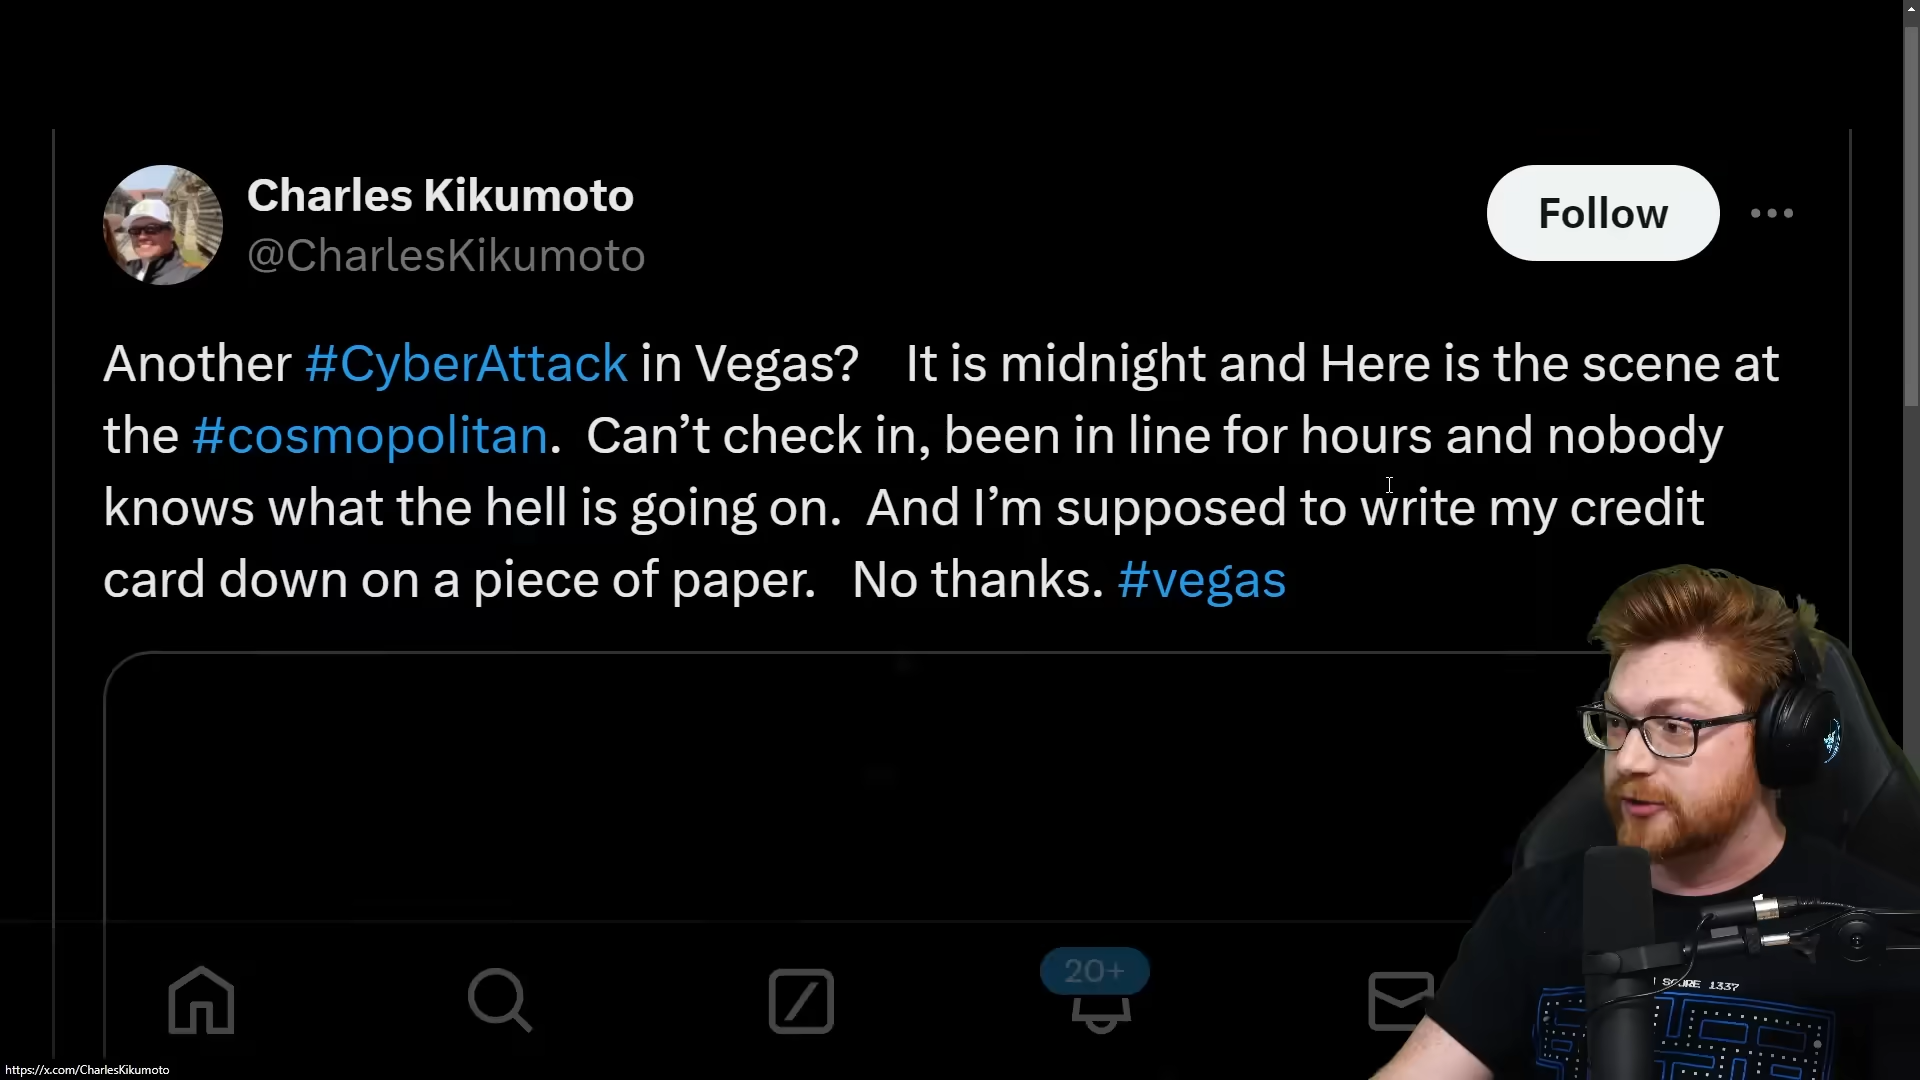 Charles Kikumoto
@CharlesKikumoto
Follow
Another #CyberAttack in Vegas?    It is midnight and Here is the scene at
the #cosmopolitan.  Can’t check in, been in line for hours and nobody
knows what the hell is going on.  And I’m supposed to write my credit
card down on a piece of paper.   No thanks. #vegas
20+
SCORE 1337
https://x.com/CharlesKikumoto